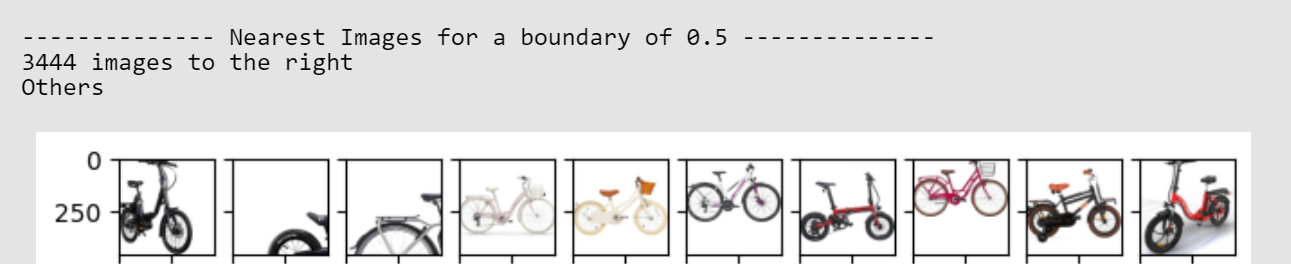 -------------- Nearest Images for a boundary of 0.5 --------------
3444 images to the right
Others
0
250